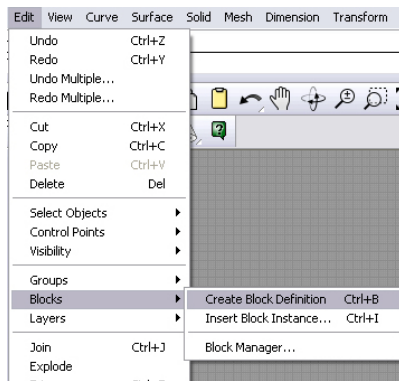 Edit View Curve Surface Solid Mesh Dimension Transform
Undo Ctrl+Z
Redo Ctrl+Y
Undo Multiple...
Redo Multiple...
Cut Ctrl+X
Copy Ctrl+C
Paste Ctrl+V
Delete Del
Select Objects
Control Points
Visibility
Groups
Blocks
Create Block Definition Ctrl+B
Layers
Insert Block Instance... Ctrl+I
Join Ctrl+J
Block Manager...
Explode